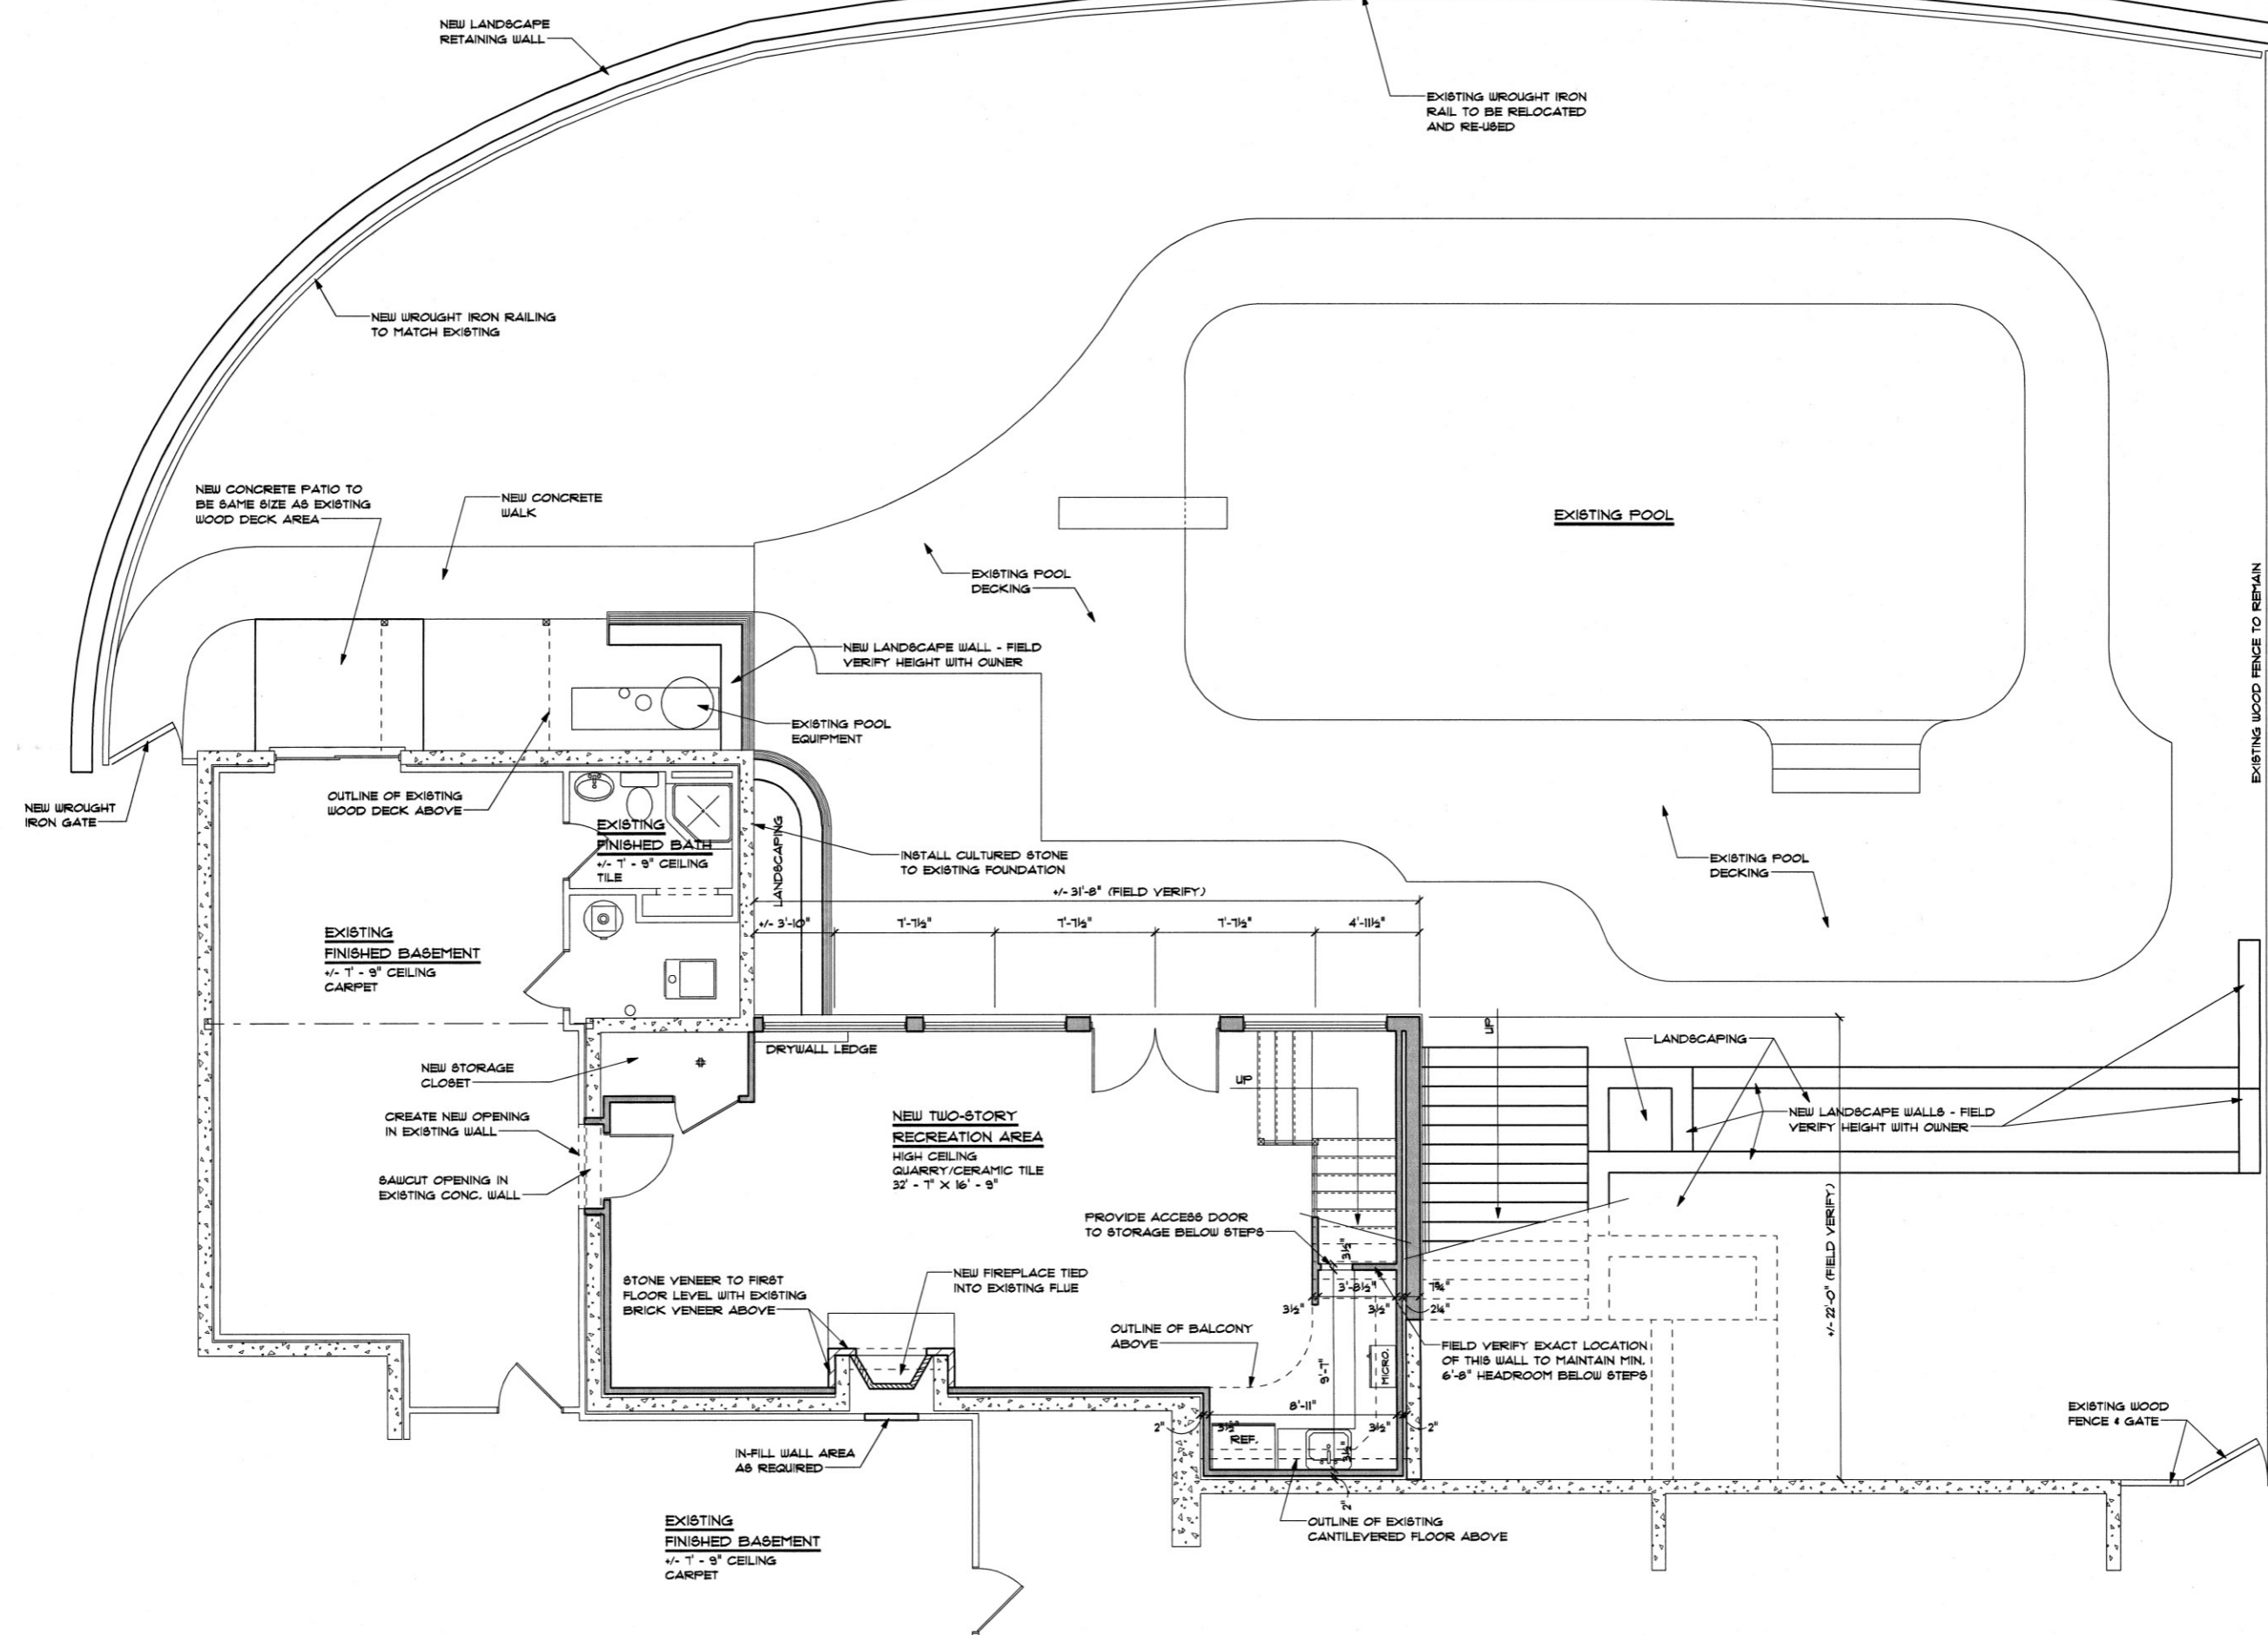 NEW LANDSCAPE
RETAINING WALL
EXISTING WROUGHT IRON
RAIL TO BE RELOCATED
AND RE-USED
NEW WROUGHT IRON RAILING
TO MATCH EXISTING
NEW CONCRETE PATIO TO
BE SAME SIZE AS EXISTING
WOOD DECK AREA
NEW CONCRETE
WALK
EXISTING POOL
EXISTING POOL
DECKING
EXISTING WOOD FENCE TO REMAIN
NEW LANDSCAPE WALL - FIELD
VERIFY HEIGHT WITH OWNER
EXISTING POOL
EQUIPMENT
NEW WROUGHT
IRON GATE
OUTLINE OF EXISTING
WOOD DECK ABOVE
EXISTING
FINISHED BATH
+/- 7' - 9" CEILING
TILE
LANDSCAPING
INSTALL CULTURED STONE
TO EXISTING FOUNDATION
EXISTING POOL
DECKING
+/- 31'-8" (FIELD VERIFY)
+/- 3'-10"
7'-7½"
7'-7½"
7'-7½"
4'-11½"
EXISTING
FINISHED BASEMENT
+/- 7' - 9" CEILING
CARPET
DRYWALL LEDGE
UP
LANDSCAPING
NEW STORAGE
CLOSET
UP
CREATE NEW OPENING
IN EXISTING WALL
NEW TWO-STORY
RECREATION AREA
HIGH CEILING
QUARRY/CERAMIC TILE
32' - 7" X 16' - 9"
NEW LANDSCAPE WALLS - FIELD
VERIFY HEIGHT WITH OWNER
SAWCUT OPENING IN
EXISTING CONC. WALL
PROVIDE ACCESS DOOR
TO STORAGE BELOW STEPS
+/- 22'-0" (FIELD VERIFY)
3½"
STONE VENEER TO FIRST
FLOOR LEVEL WITH EXISTING
BRICK VENEER ABOVE
NEW FIREPLACE TIED
INTO EXISTING FLUE
3'-8½"
7¾"
3½"
3½"
2¼"
OUTLINE OF BALCONY
ABOVE
FIELD VERIFY EXACT LOCATION
OF THIS WALL TO MAINTAIN MIN.
6'-8" HEADROOM BELOW STEPS
MICRO.
9'-7"
8'-11"
2"
3½"
3½"
2"
REF.
3½"
EXISTING WOOD
FENCE & GATE
IN-FILL WALL AREA
AS REQUIRED
2"
OUTLINE OF EXISTING
CANTILEVERED FLOOR ABOVE
EXISTING
FINISHED BASEMENT
+/- 7' - 9" CEILING
CARPET